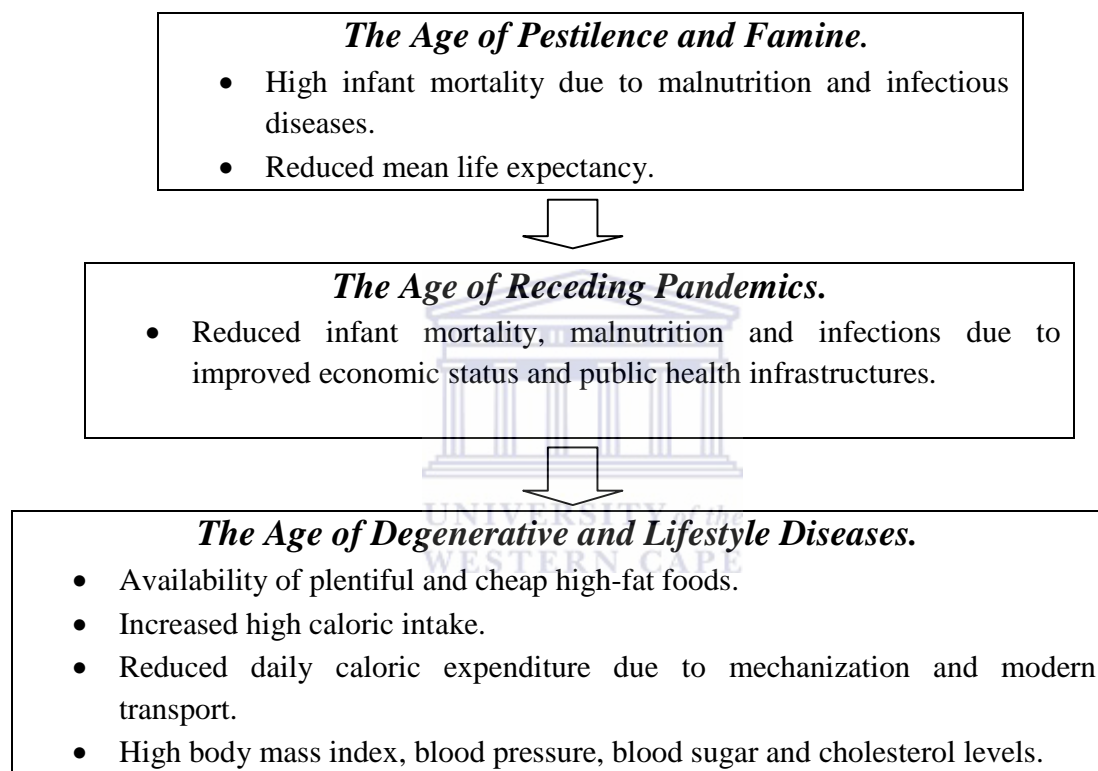 The Age of Pestilence and Famine.
• High infant mortality due to malnutrition and infectious
diseases.
• Reduced mean life expectancy.
The Age of Receding Pandemics.
• Reduced infant mortality, malnutrition and infections due to
improved economic status and public health infrastructures.
UNIVERSITY of the
WESTERN CAPE
The Age of Degenerative and Lifestyle Diseases.
• Availability of plentiful and cheap high-fat foods.
• Increased high caloric intake.
• Reduced daily caloric expenditure due to mechanization and modern
transport.
• High body mass index, blood pressure, blood sugar and cholesterol levels.